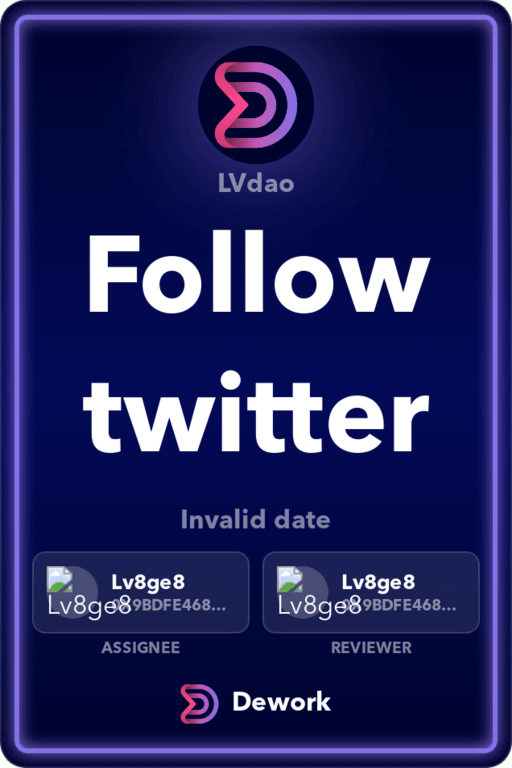 LVdao
Follow
twitter
Invalid date
Lv8ge8
Lv8ge8
Lv8ge8
Lv8ge8
ASSIGNEE
REVIEWER
Dework